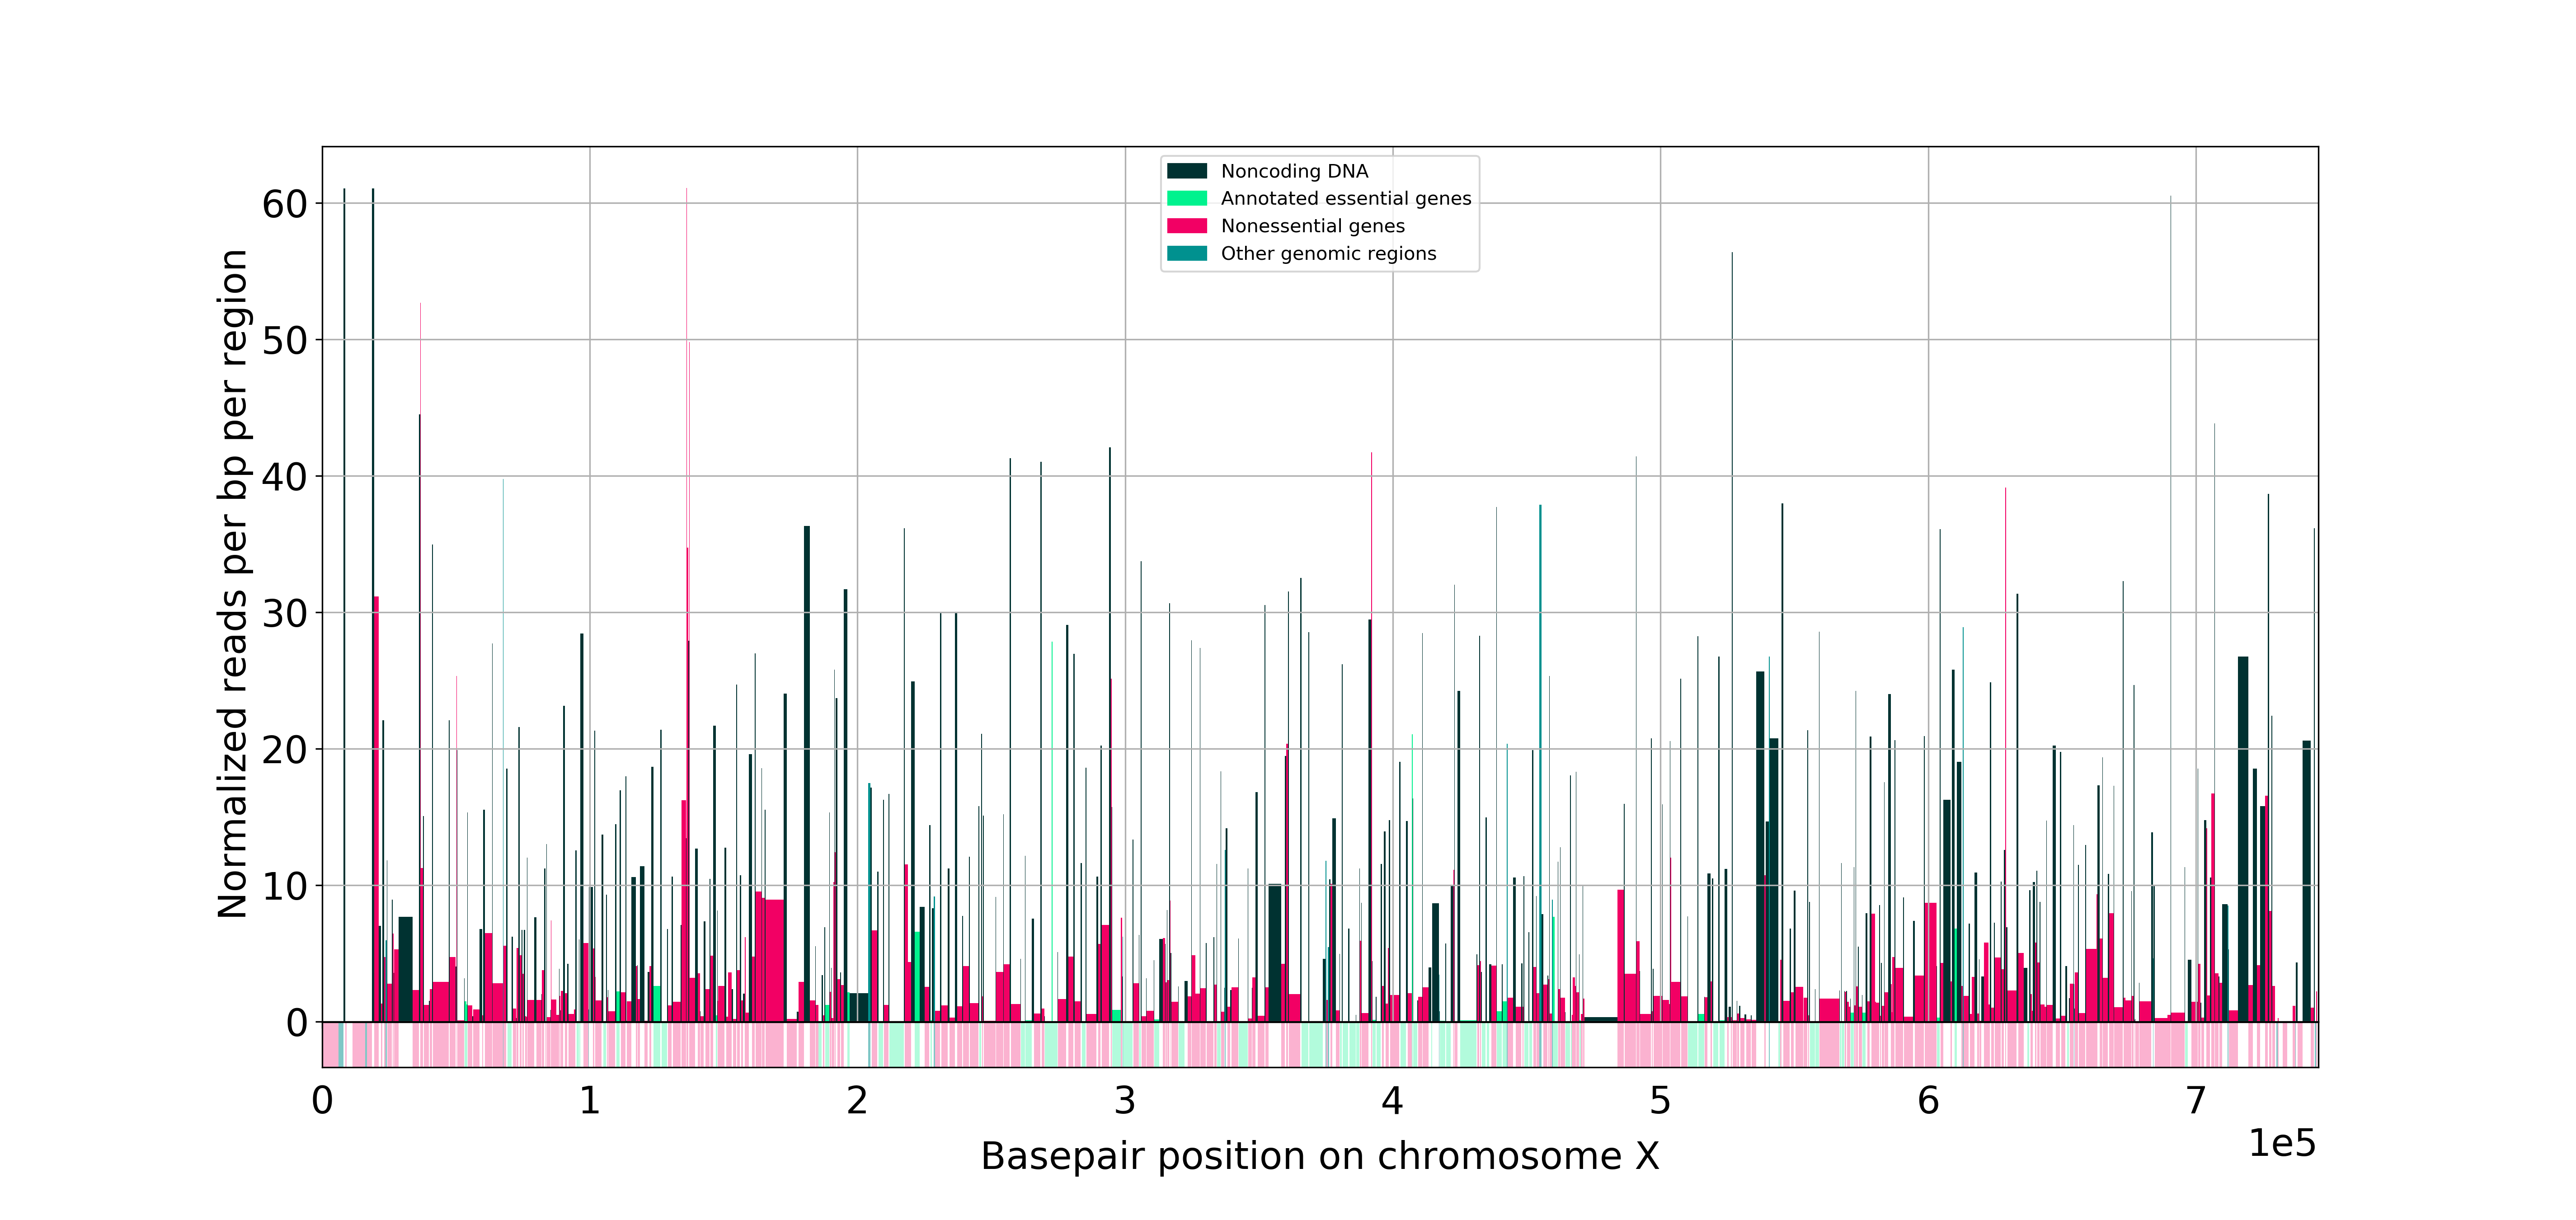 Noncoding DNA
Annotated essential genes
Nonessential genes
Other genomic regions
Normalized reads per bp per region
60
50
40
30
20
10
0
0 1 2 3 4 5 6 7
1e5
Basepair position on chromosome X